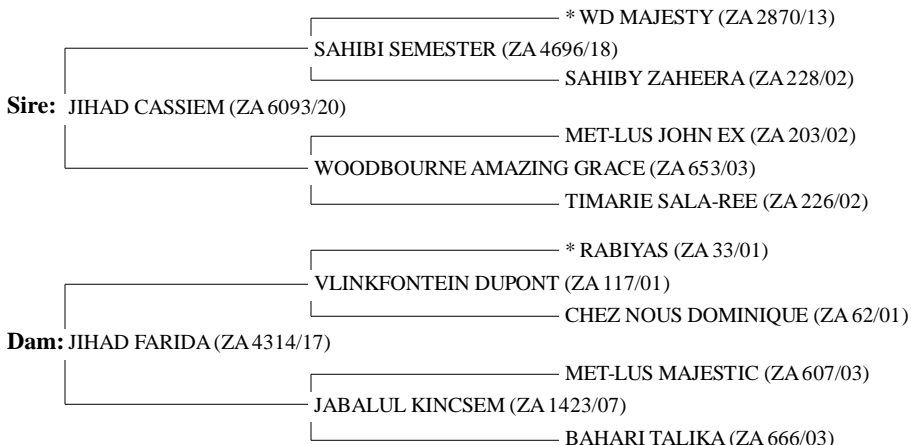 * WD MAJESTY (ZA 2870/13)
SAHIBI SEMESTER (ZA 4696/18)
SAHIBY ZAHEERA (ZA 228/02)
Sire: JIHAD CASSIEM (ZA 6093/20)
MET-LUS JOHN EX (ZA 203/02)
WOODBOURNE AMAZING GRACE (ZA 653/03)
TIMARIE SALA-REE (ZA 226/02)
* RABIYAS (ZA 33/01)
VLINKFONTEIN DUPONT (ZA 117/01)
CHEZ NOUS DOMINIQUE (ZA 62/01)
Dam: JIHAD FARIDA (ZA 4314/17)
MET-LUS MAJESTIC (ZA 607/03)
JABALUL KINCSEM (ZA 1423/07)
BAHARI TALIKA (ZA 666/03)